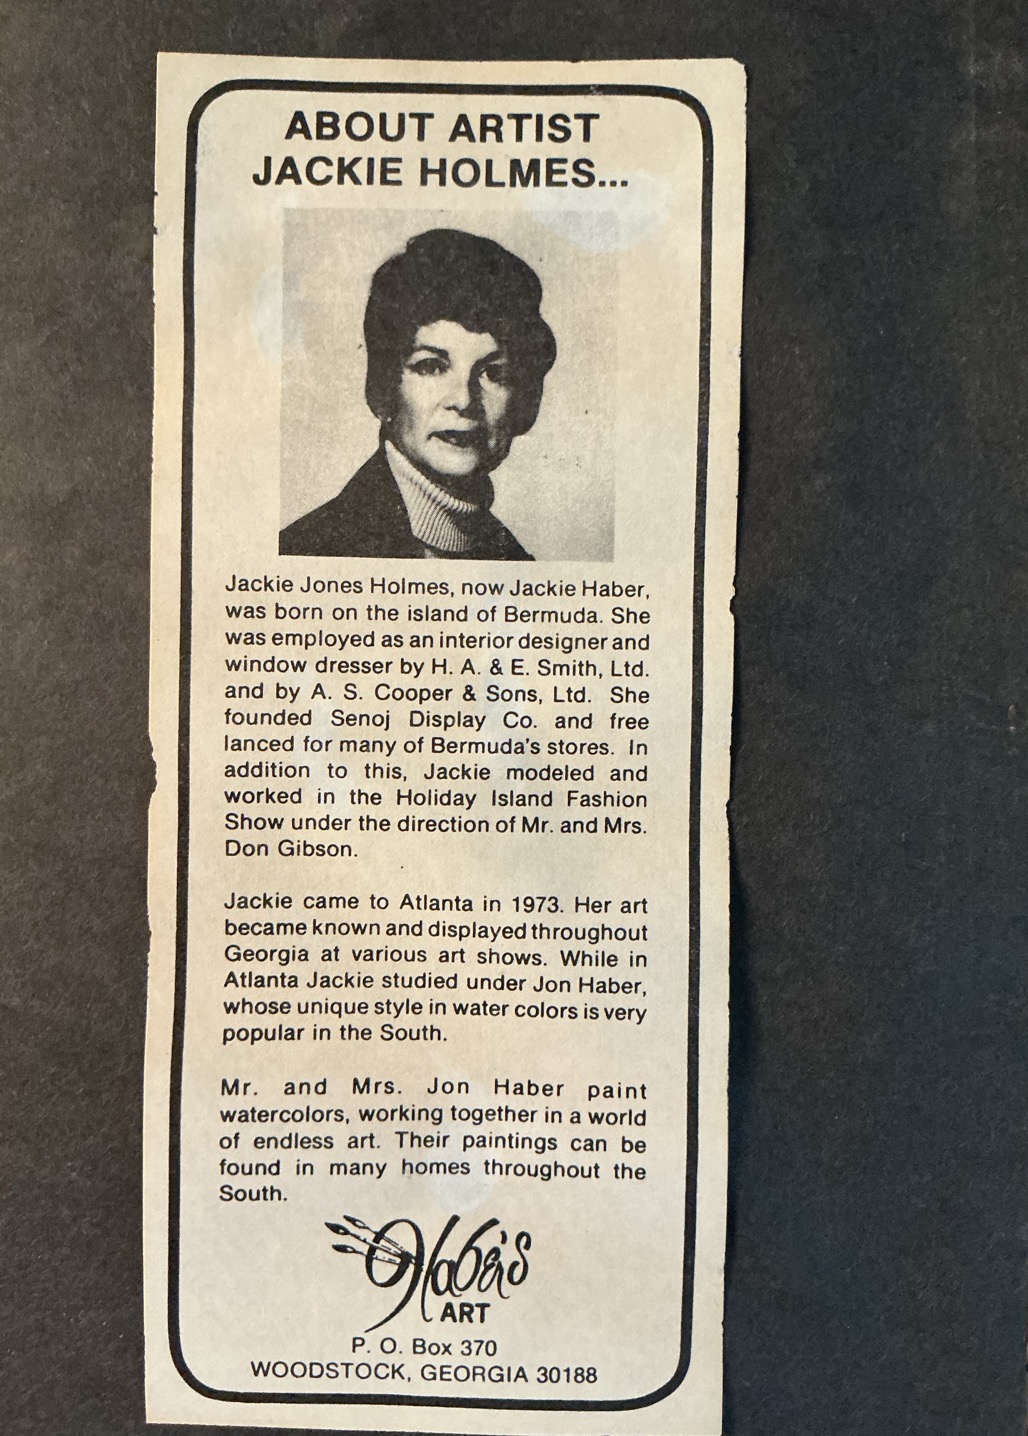 ABOUT ARTIST
JACKIE HOLMES...
Jackie Jones Holmes, now Jackie Haber,
was born on the island of Bermuda. She
was employed as an interior designer and
window dresser by H. A. & E. Smith, Ltd.
and by A. S. Cooper & Sons, Ltd. She
founded Senoj Display Co. and free
lanced for many of Bermuda's stores. In
addition to this, Jackie modeled and
worked in the Holiday Island Fashion
Show under the direction of Mr. and Mrs.
Don Gibson.
Jackie came to Atlanta in 1973. Her art
became known and displayed throughout
Georgia at various art shows. While in
Atlanta Jackie studied under Jon Haber,
whose unique style in water colors is very
popular in the South.
Mr. and Mrs. Jon Haber paint
watercolors, working together in a world
of endless art. Their paintings can be
found in many homes throughout the
South.
Haber's
ART
P. O. Box 370
WOODSTOCK, GEORGIA 30188